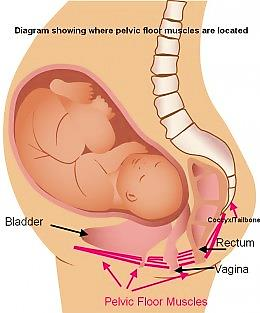 Diagram showing where pelvic floor muscles are located
Coccyx/Tailbone
Bladder
Rectum
Vagina
Pelvic Floor Muscles